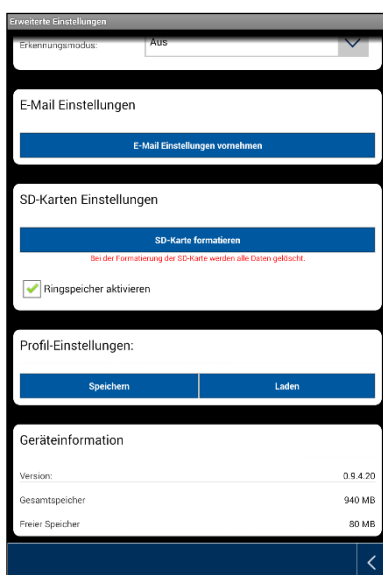 Erweiterte Einstellungen
Erkennungsmodus: Aus
E-Mail Einstellungen
E-Mail Einstellungen vornehmen
SD-Karten Einstellungen
SD-Karte formatieren
Bei der Formatierung der SD-Karte werden alle Daten gelöscht.
Ringspeicher aktivieren
Profil-Einstellungen:
Speichern Laden
Geräteinformation
Version: 0.9.4.20
Gesamtspeicher 940 MB
Freier Speicher 80 MB